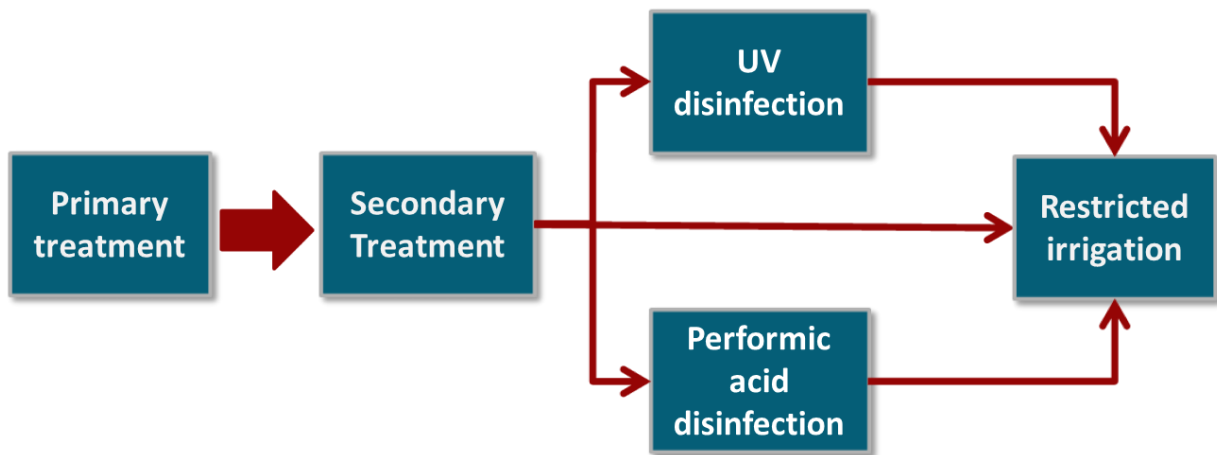 Primary
treatment
Secondary
Treatment
UV
disinfection
Performic
acid
disinfection
Restricted
irrigation